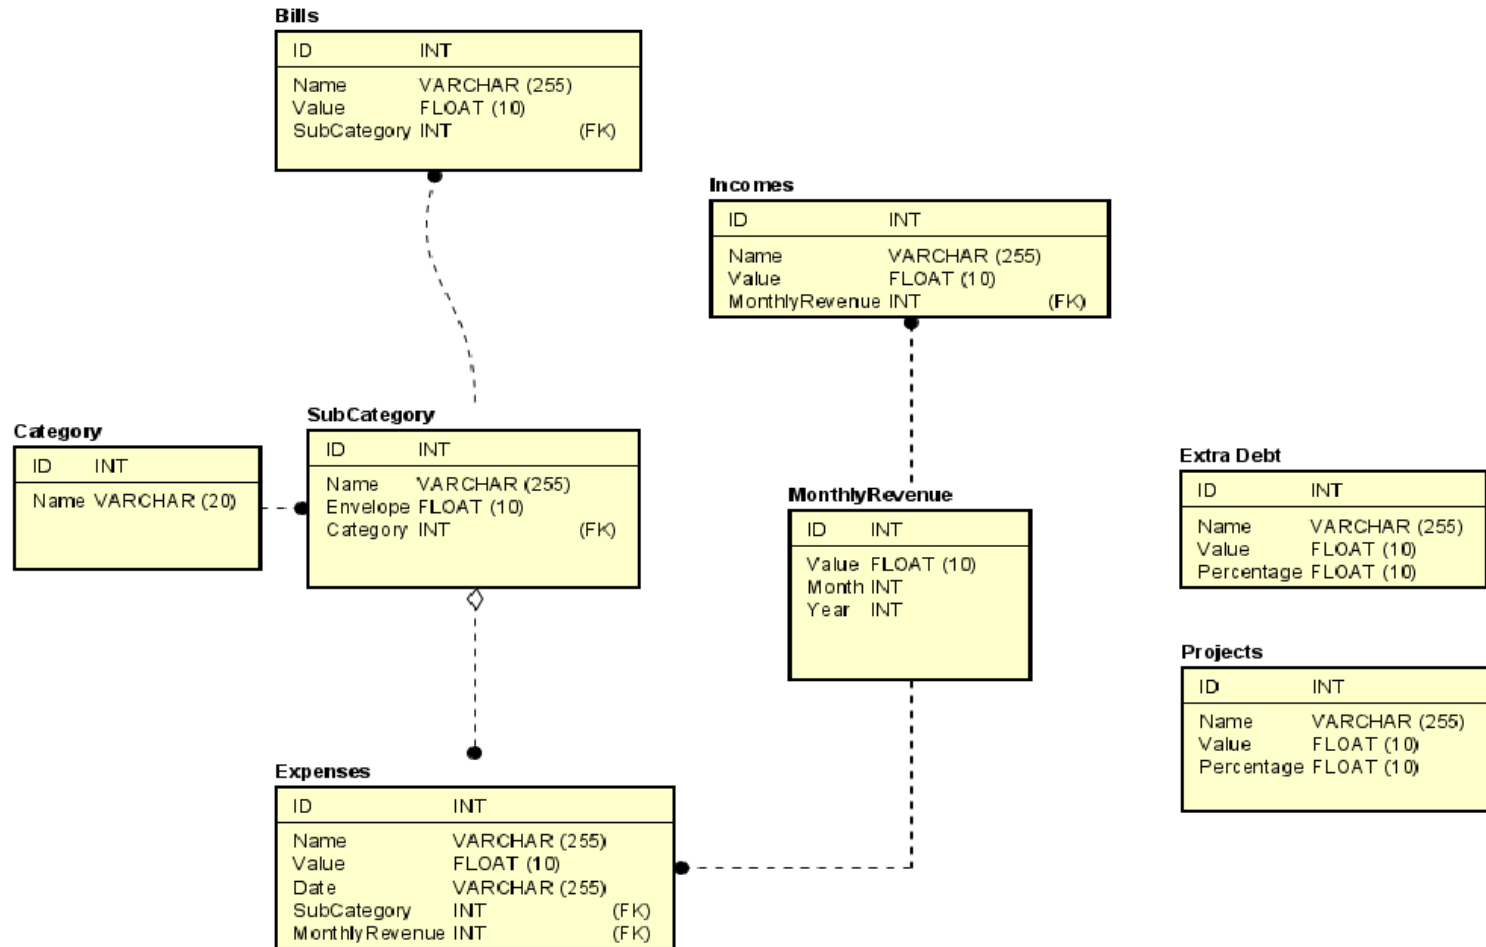 Bills
ID INT
Name VARCHAR (255)
Value FLOAT (10)
SubCategory INT (FK)
Incomes
ID INT
Name VARCHAR (255)
Value FLOAT (10)
MonthlyRevenue INT (FK)
Category
ID INT
Name VARCHAR (20)
SubCategory
ID INT
Name VARCHAR (255)
Envelope FLOAT (10)
Category INT (FK)
MonthlyRevenue
ID INT
Value FLOAT (10)
Month INT
Year INT
Extra Debt
ID INT
Name VARCHAR (255)
Value FLOAT (10)
Percentage FLOAT (10)
Projects
ID INT
Name VARCHAR (255)
Value FLOAT (10)
Percentage FLOAT (10)
Expenses
ID INT
Name VARCHAR (255)
Value FLOAT (10)
Date VARCHAR (255)
SubCategory INT (FK)
MonthlyRevenue INT (FK)